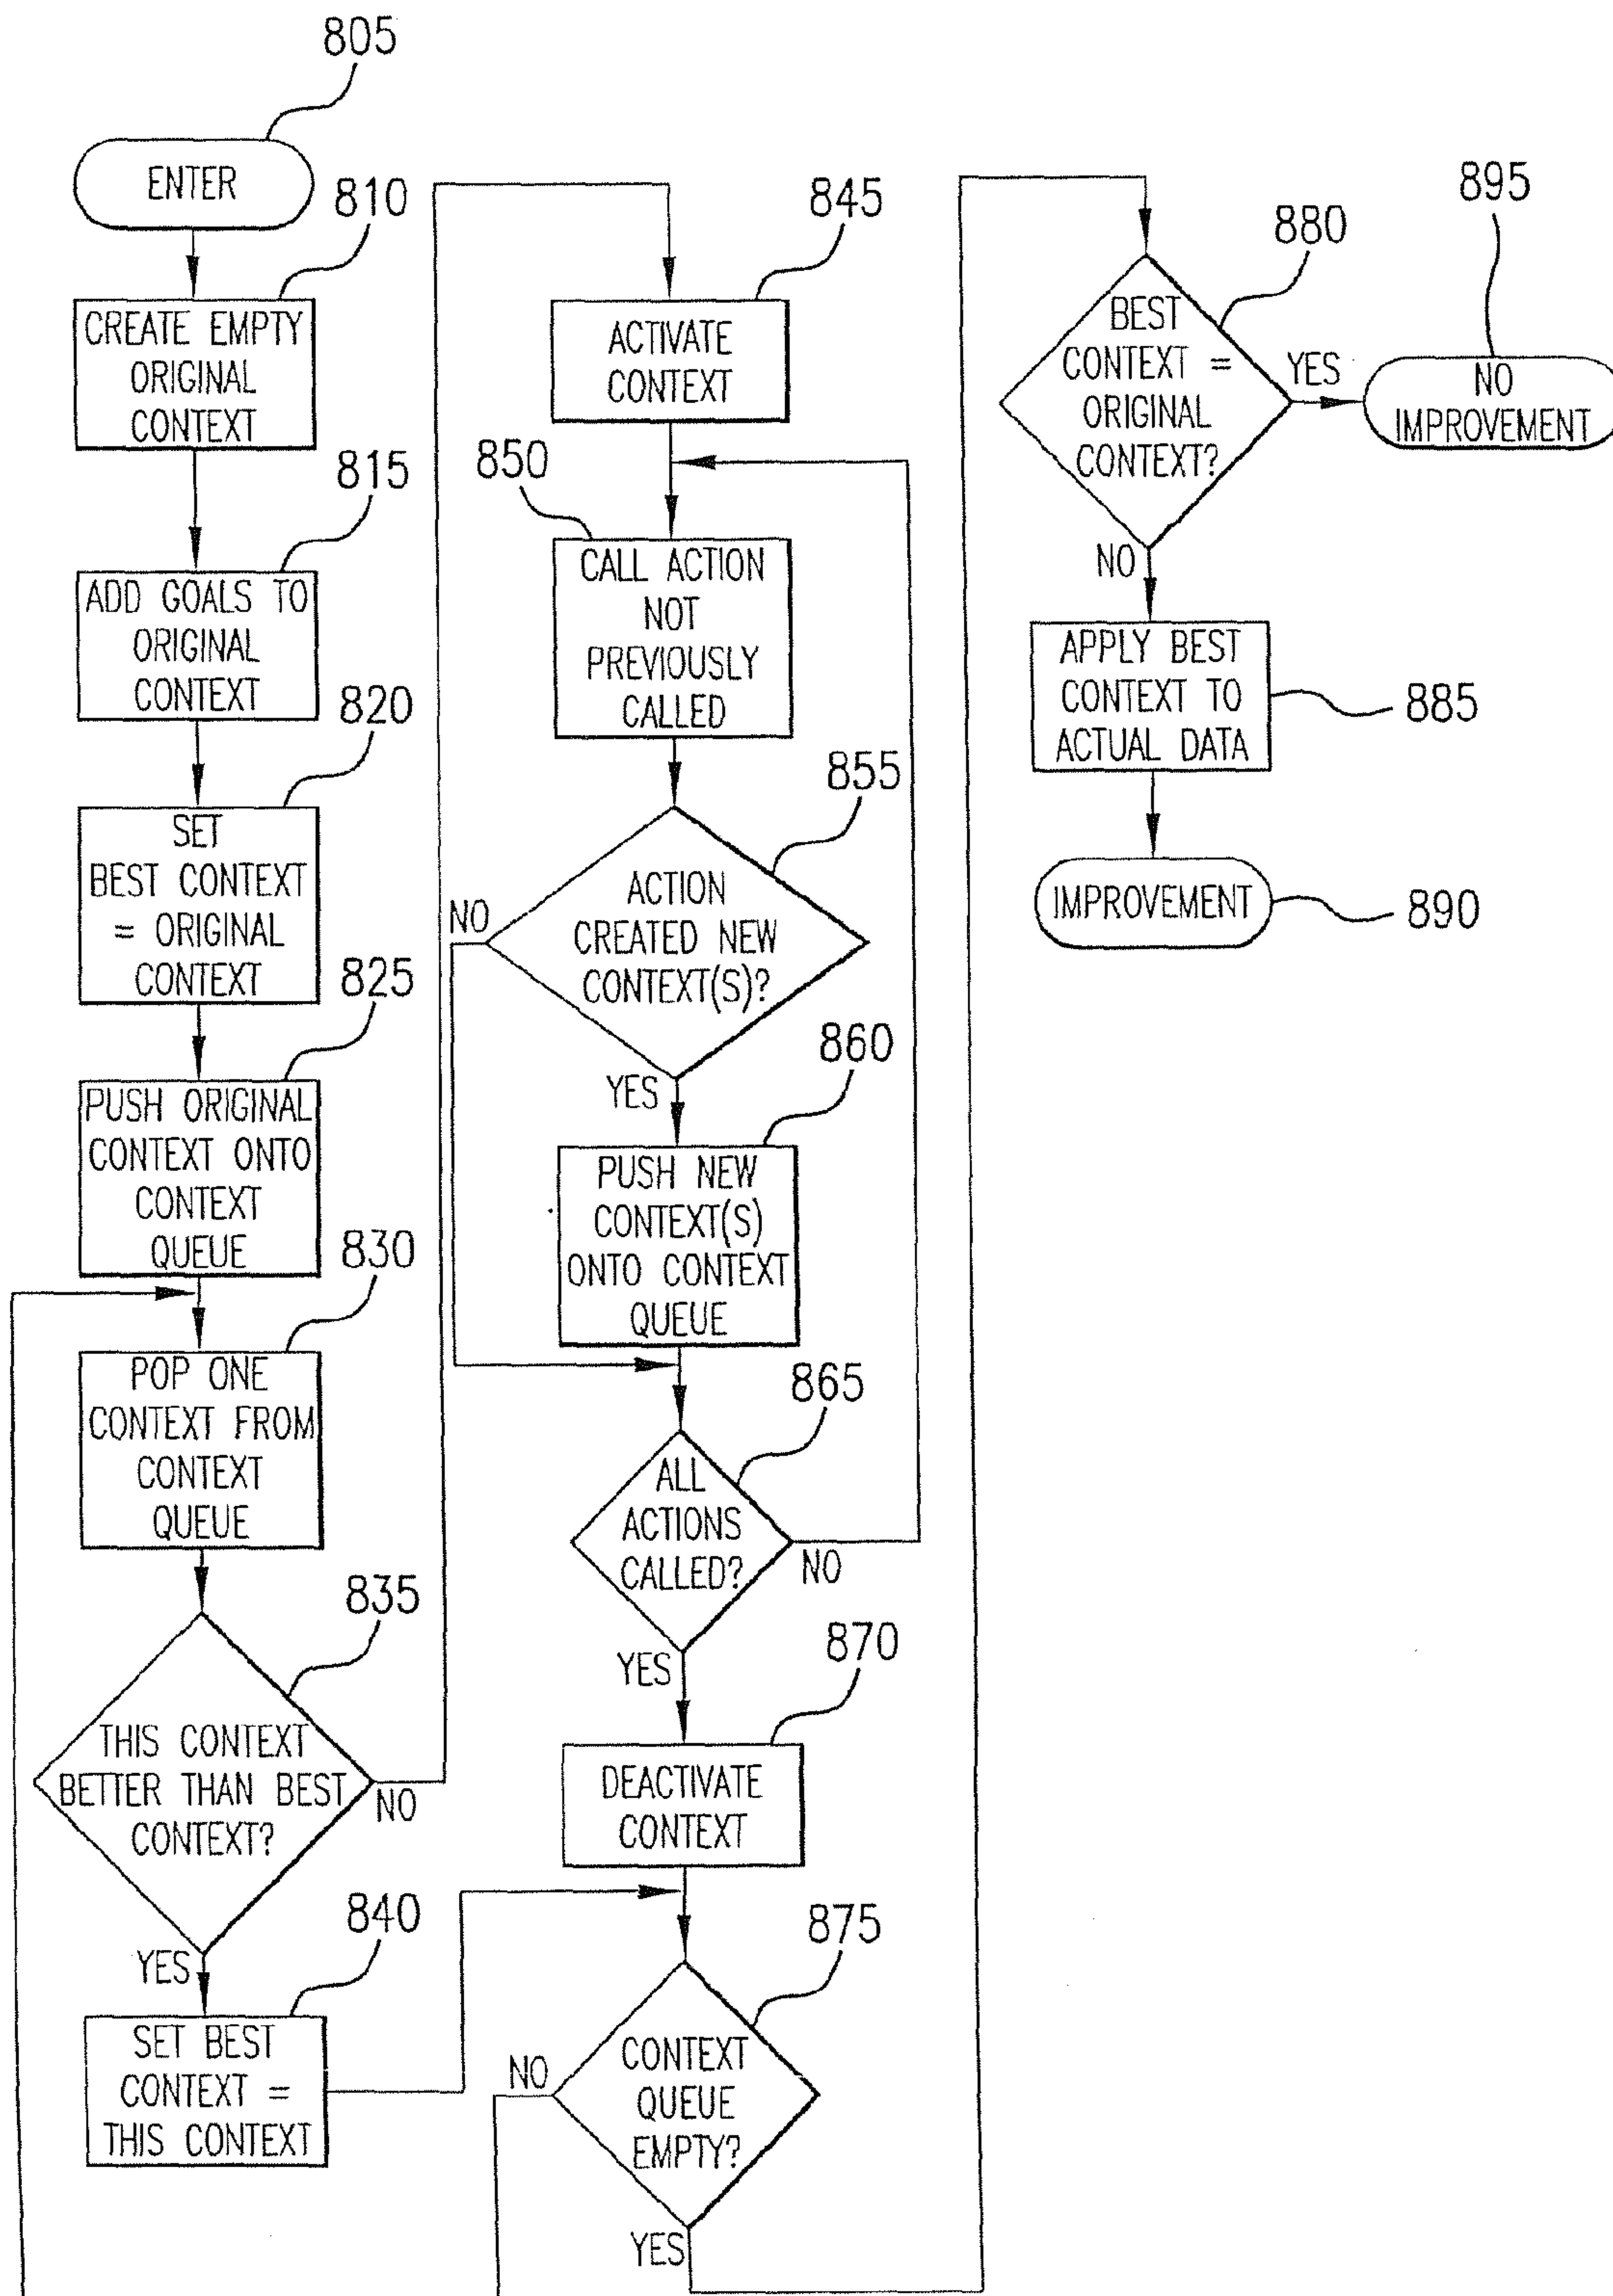 805
ENTER
810
CREATE EMPTY
ORIGINAL
CONTEXT
815
ADD GOALS TO
ORIGINAL
CONTEXT
820
SET
BEST CONTEXT
= ORIGINAL
CONTEXT
825
PUSH ORIGINAL
CONTEXT ONTO
CONTEXT
QUEUE
830
POP ONE
CONTEXT FROM
CONTEXT
QUEUE
835
THIS CONTEXT
BETTER THAN BEST
CONTEXT?
NO
YES
840
SET BEST
CONTEXT =
THIS CONTEXT
845
ACTIVATE
CONTEXT
850
CALL ACTION
NOT
PREVIOUSLY
CALLED
855
ACTION
CREATED NEW
CONTEXT(S)?
NO
YES
860
PUSH NEW
CONTEXT(S)
ONTO CONTEXT
QUEUE
865
ALL
ACTIONS
CALLED?
NO
YES
870
DEACTIVATE
CONTEXT
875
CONTEXT
QUEUE
EMPTY?
NO
YES
880
BEST
CONTEXT =
ORIGINAL
CONTEXT?
YES
NO
895
NO
IMPROVEMENT
APPLY BEST
CONTEXT TO
ACTUAL DATA
885
IMPROVEMENT
890